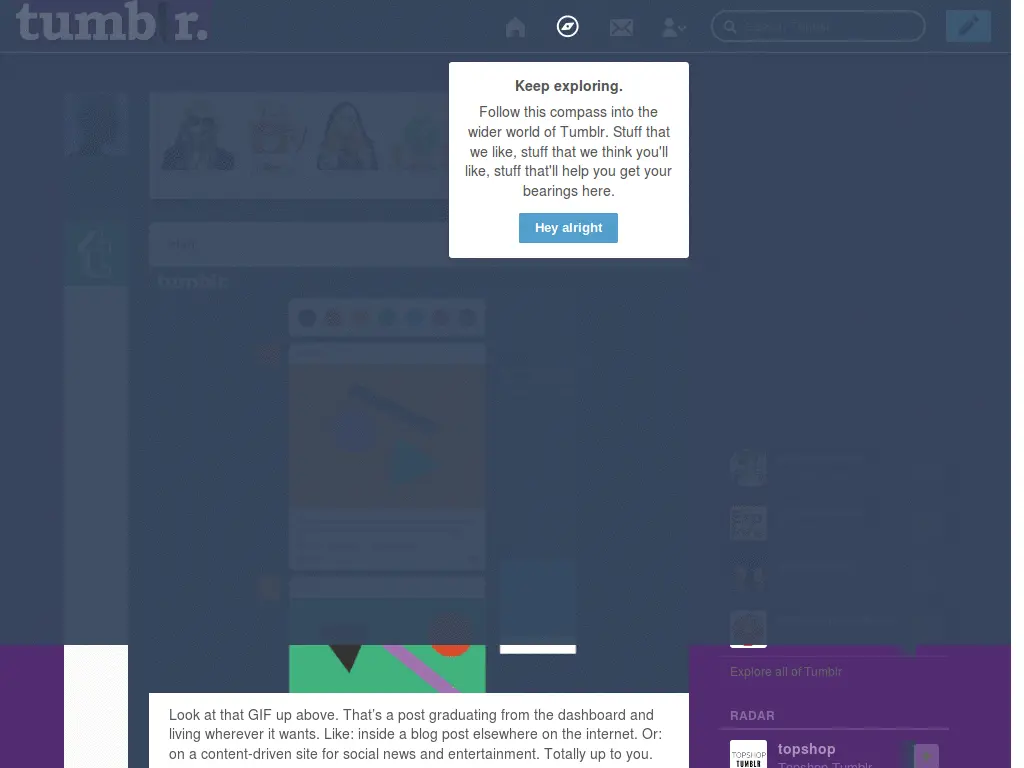 tumblr.
Keep exploring.
Follow this compass into the
wider world of Tumblr. Stuff that
we like, stuff that we think you'll
like, stuff that'll help you get your
bearings here.
Hey alright
tumblr
Explore all of Tumblr
RADAR
Look at that GIF up above. That's a post graduating from the dashboard and
living wherever it wants. Like: inside a blog post elsewhere on the internet. Or:
on a content-driven site for social news and entertainment. Totally up to you.
TOPSHOP
TUMBLR
topshop
Topshop Tumblr